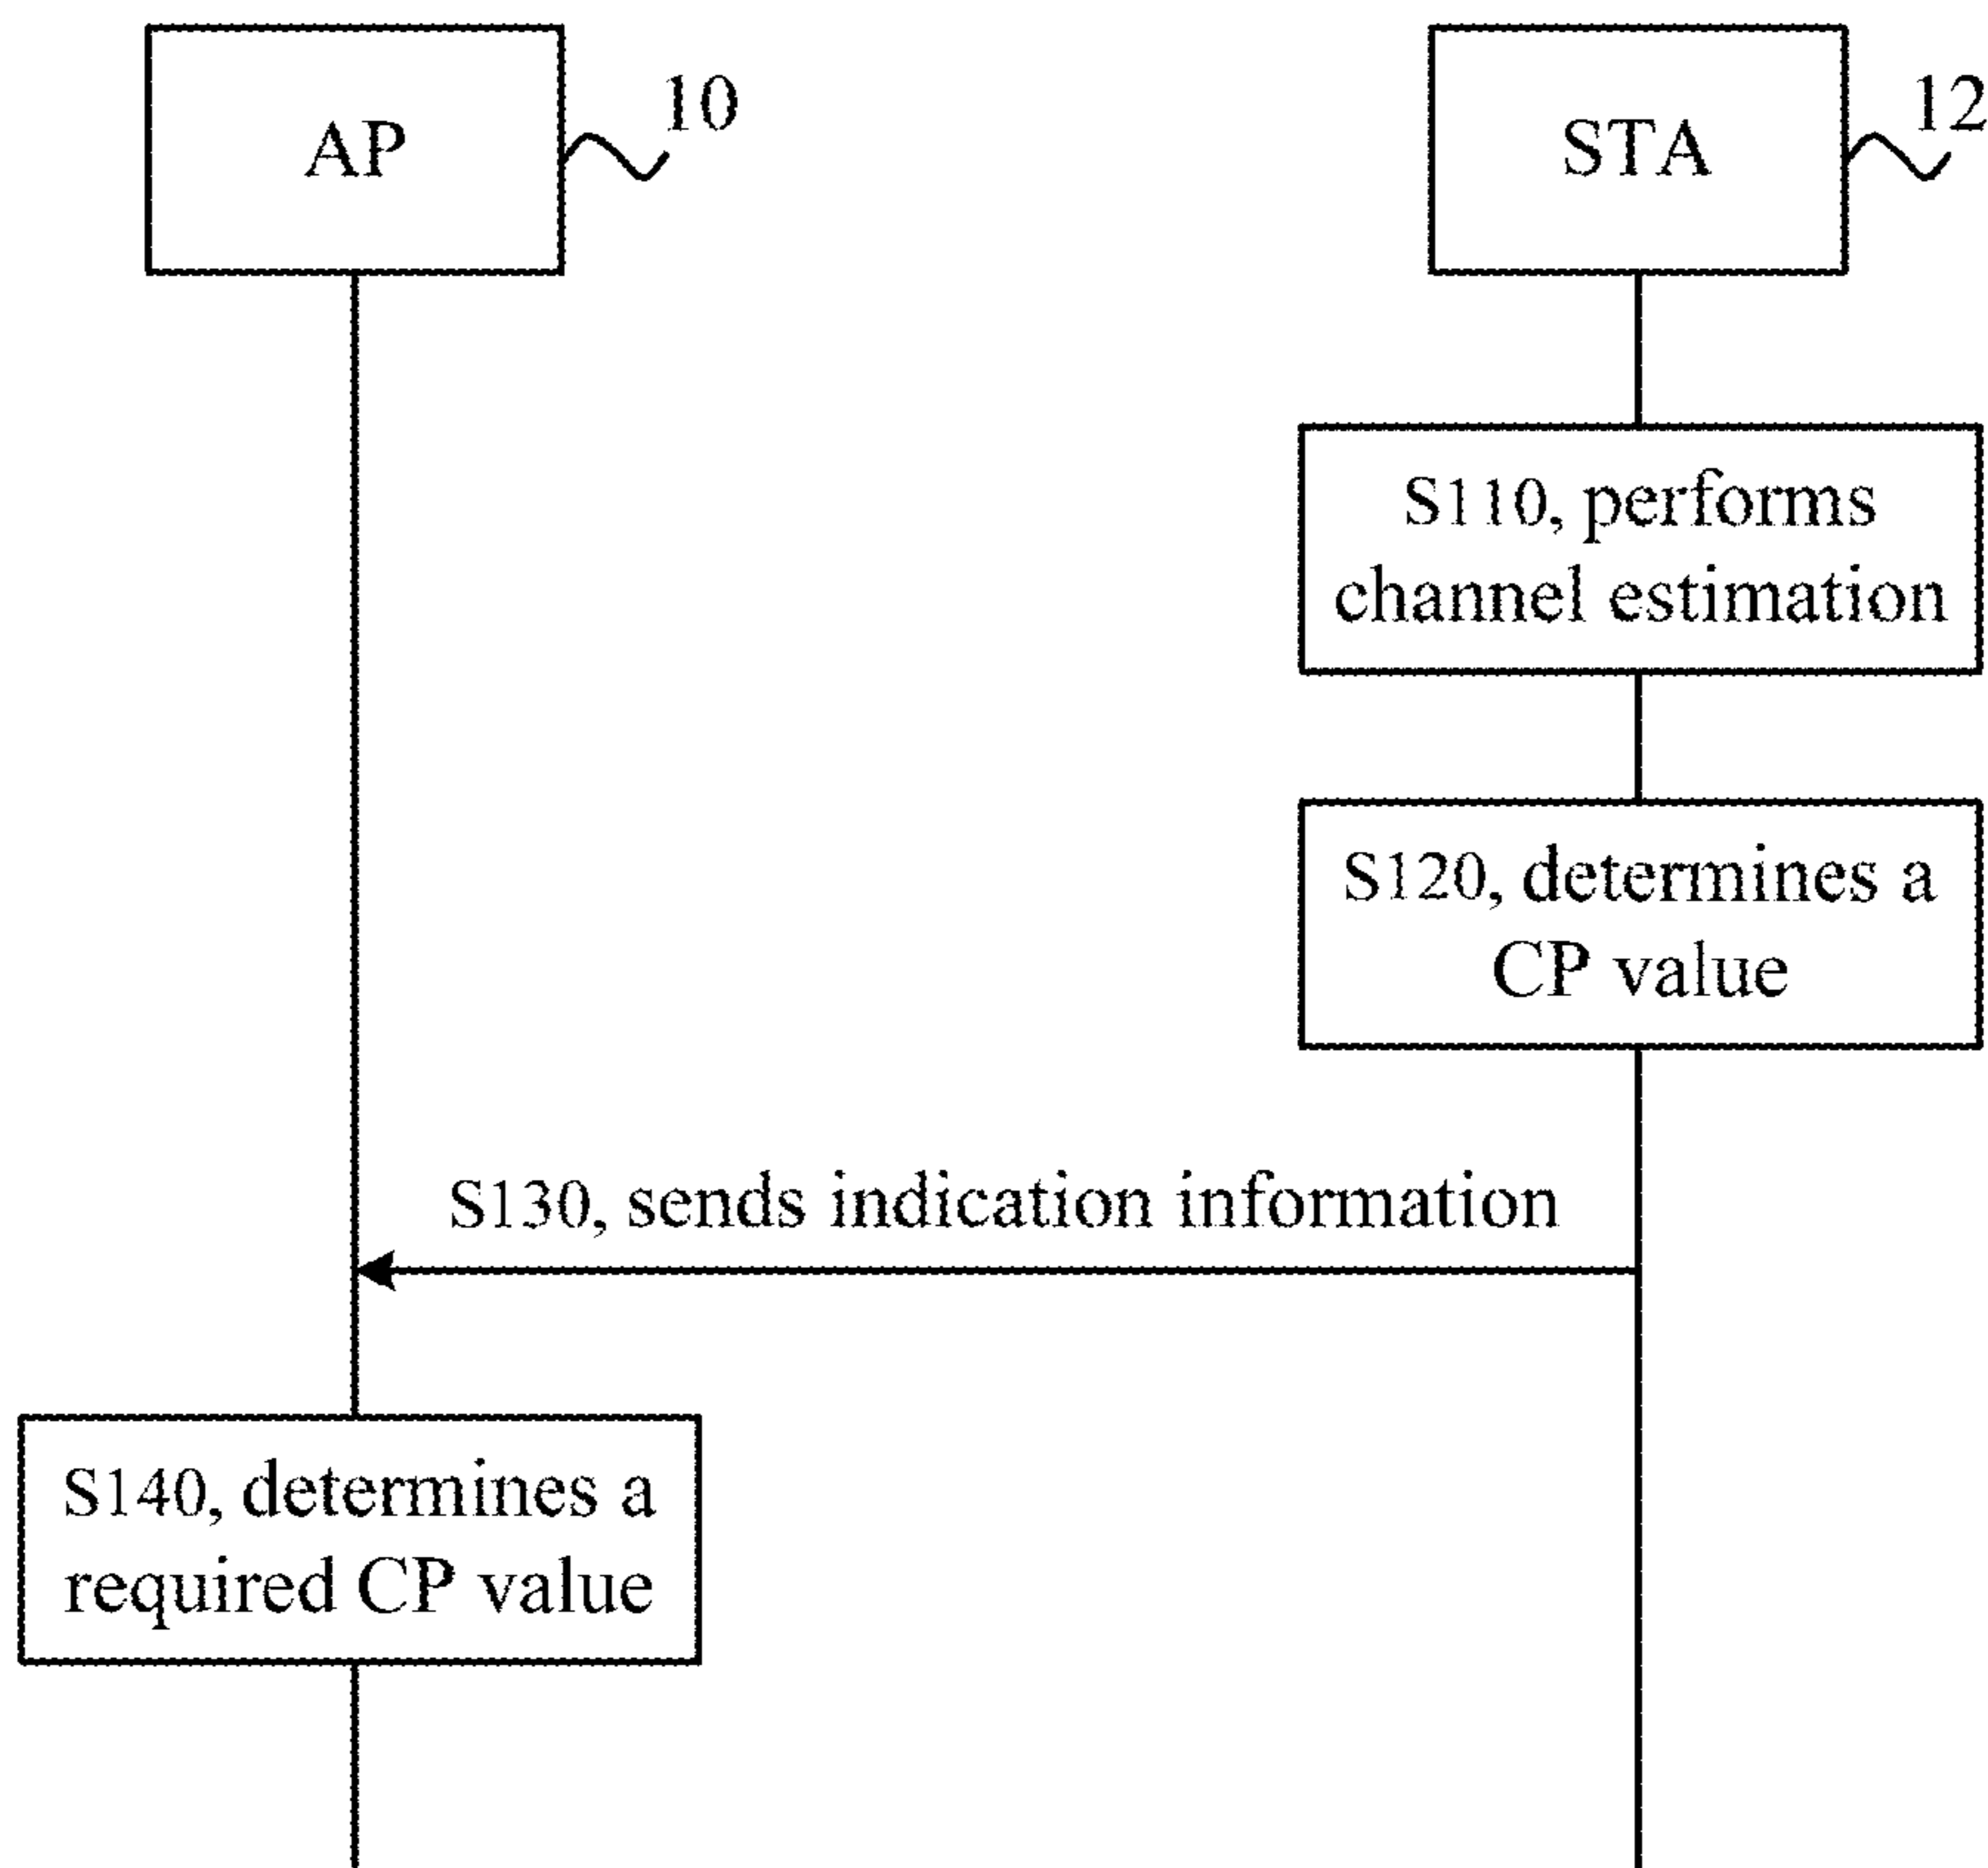 AP
10
STA
12
S110, performs
channel estimation
S120, determines a
CP value
S130, sends indication information
S140, determines a
required CP value